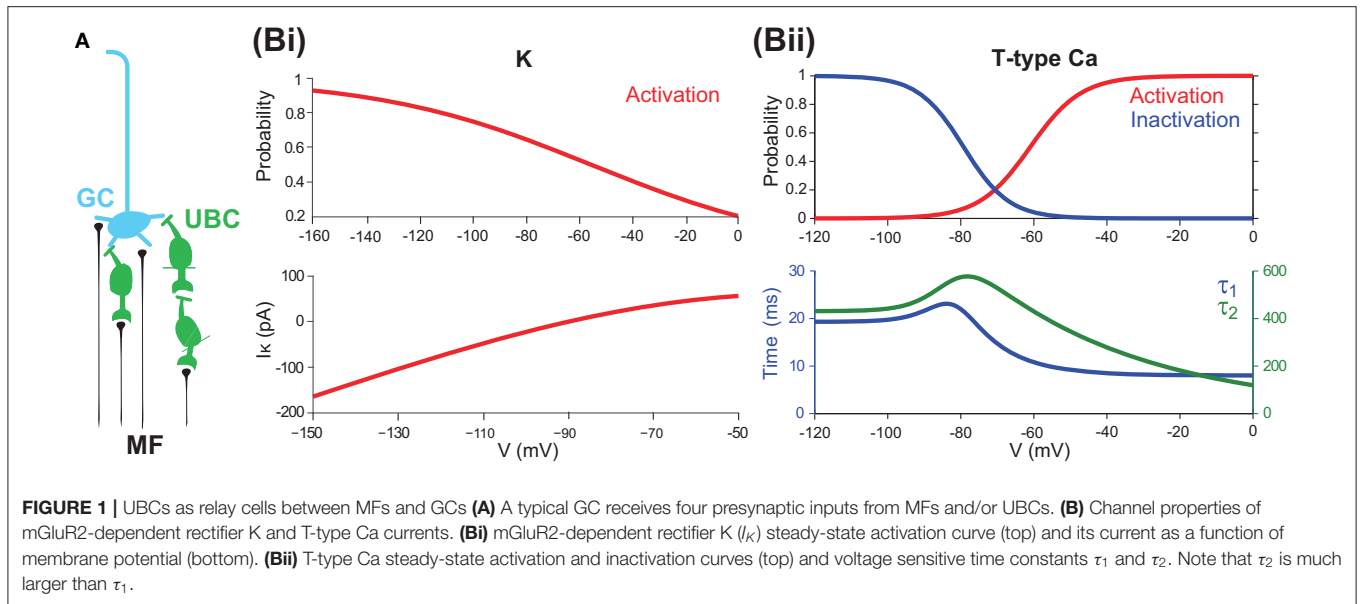 A
GC
UBC
MF
(Bi)
K
Probability
1
0.8
0.6
0.4
0.2
Activation
-160 -140 -120 -100 -80 -60 -40 -20 0
IK (pA)
100
0
-100
-200
−150 −130 −110 −90 −70 −50
V (mV)
(Bii)
T-type Ca
Probability
1
0.8
0.6
0.4
0.2
0
Activation
Inactivation
-120 -100 -80 -60 -40 -20 0
Time (ms)
30
20
10
0
τ1
τ2
600
400
200
0
-120 -100 -80 -60 -40 -20 0
V (mV)
FIGURE 1 | UBCs as relay cells between MFs and GCs (A) A typical GC receives four presynaptic inputs from MFs and/or UBCs. (B) Channel properties of
mGluR2-dependent rectifier K and T-type Ca currents. (Bi) mGluR2-dependent rectifier K (IK) steady-state activation curve (top) and its current as a function of
membrane potential (bottom). (Bii) T-type Ca steady-state activation and inactivation curves (top) and voltage sensitive time constants τ1 and τ2. Note that τ2 is much
larger than τ1.